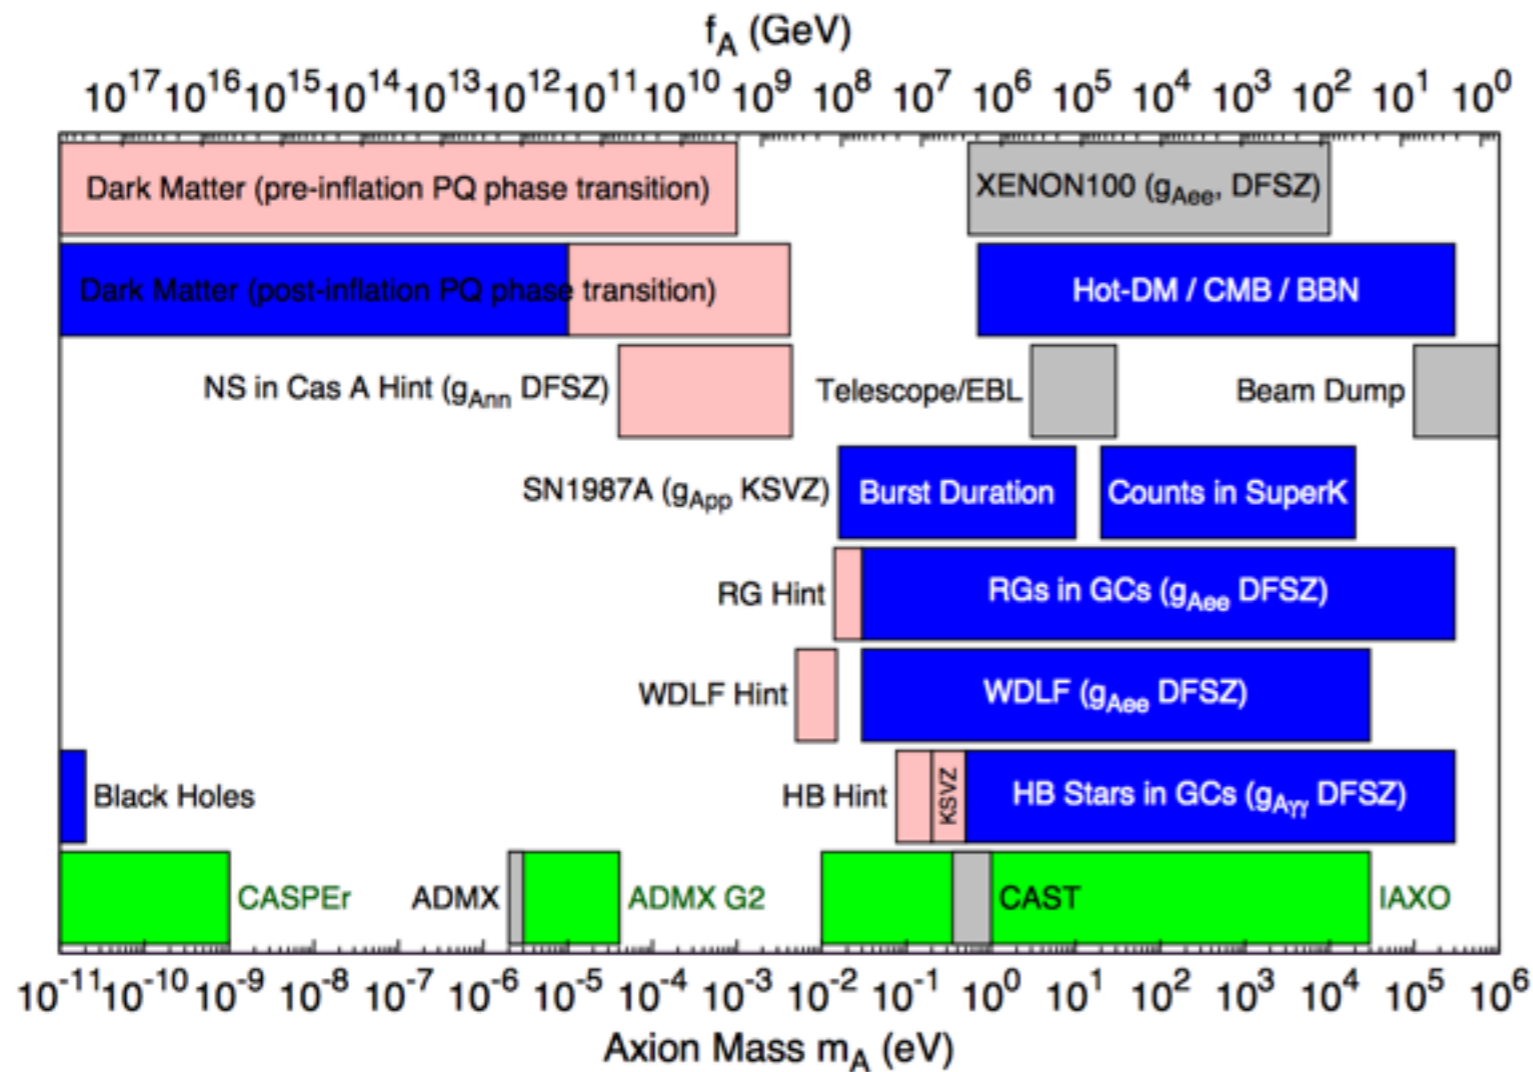 f_A (GeV)
10^17 10^16 10^15 10^14 10^13 10^12 10^11 10^10 10^9 10^8 10^7 10^6 10^5 10^4 10^3 10^2 10^1 10^0
Dark Matter (pre-inflation PQ phase transition) XENON100 (g_Aee, DFSZ)
Dark Matter (post-inflation PQ phase transition) Hot-DM / CMB / BBN
NS in Cas A Hint (g_Ann DFSZ) Telescope/EBL Beam Dump
SN1987A (g_App KSVZ) Burst Duration Counts in SuperK
RG Hint RGs in GCs (g_Aee DFSZ)
WDLF Hint WDLF (g_Aee DFSZ)
Black Holes HB Hint KSVZ HB Stars in GCs (g_Aγγ DFSZ)
CASPEr ADMX ADMX G2 CAST IAXO
10^-11 10^-10 10^-9 10^-8 10^-7 10^-6 10^-5 10^-4 10^-3 10^-2 10^-1 10^0 10^1 10^2 10^3 10^4 10^5 10^6
Axion Mass m_A (eV)